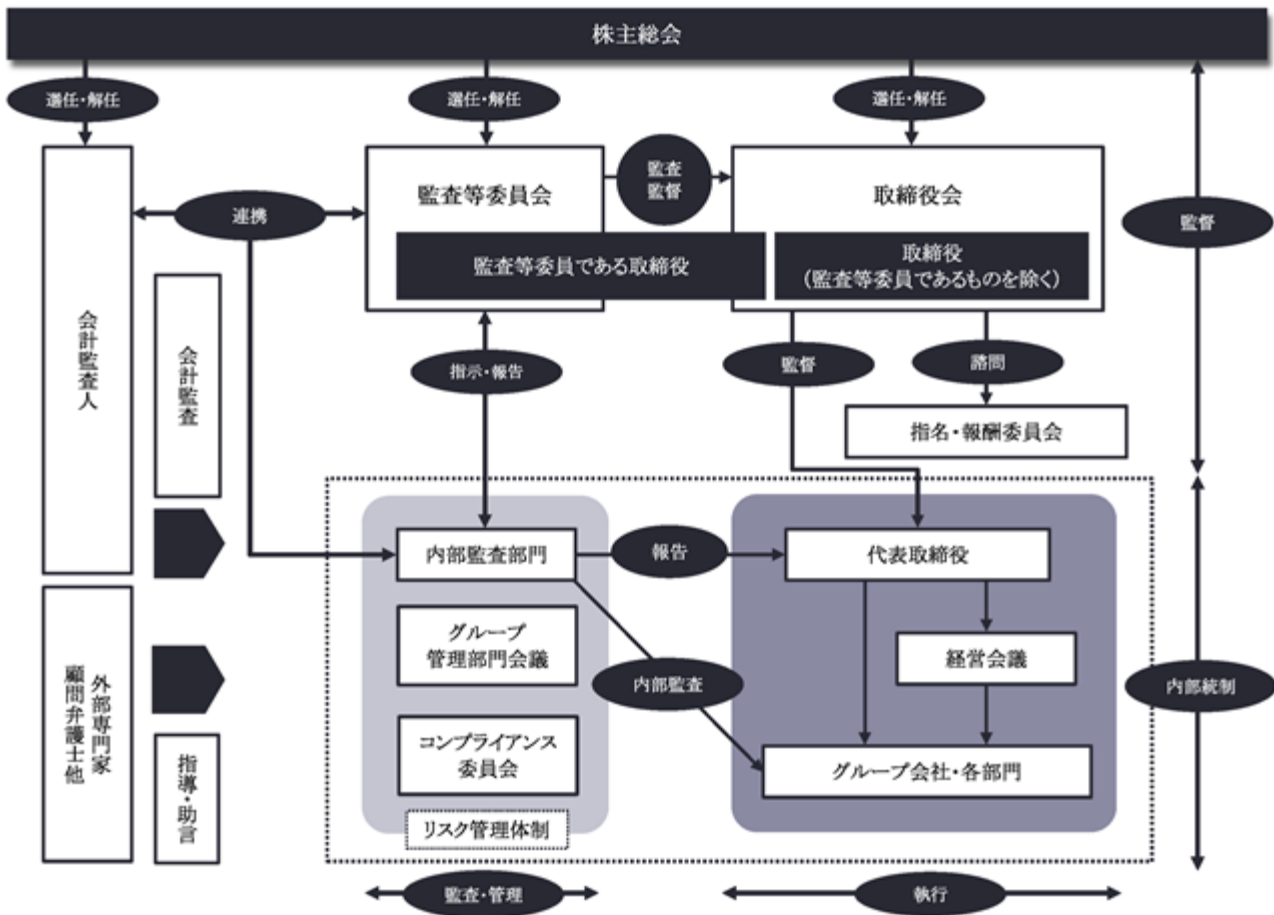 株主総会
選任・解任
選任・解任
選任・解任
監査等委員会
監査
監督
取締役会
連携
監督
監査等委員である取締役
取締役
（監査等委員であるものを除く）
会計監査人
会計監査
指示・報告
監督
諮問
指名・報酬委員会
内部監査部門
報告
代表取締役
グループ
管理部門会議
経営会議
内部監査
内部統制
外部専門家
顧問弁護士他
コンプライアンス
委員会
グループ会社・各部門
指導・助言
リスク管理体制
監査・管理
執行